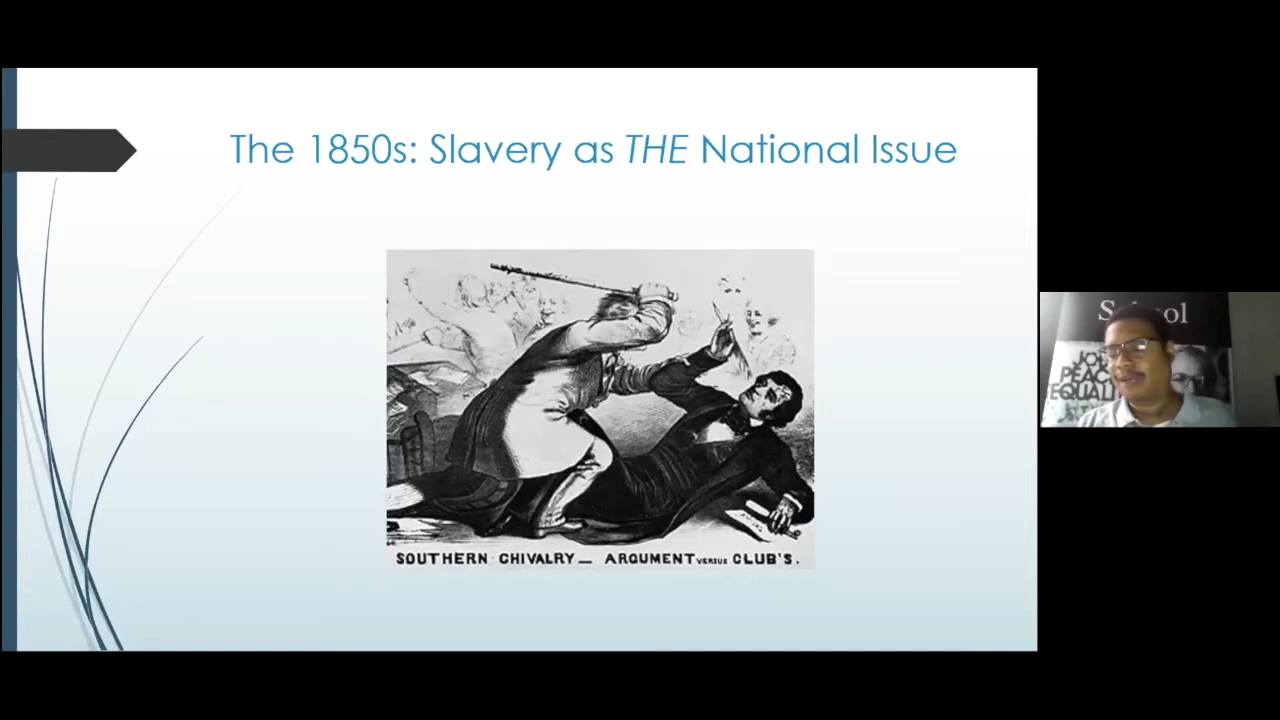 The 1850s: Slavery as THE National Issue
SOUTHERN CHIVALRY — ARGUMENT VERSUS CLUB'S.